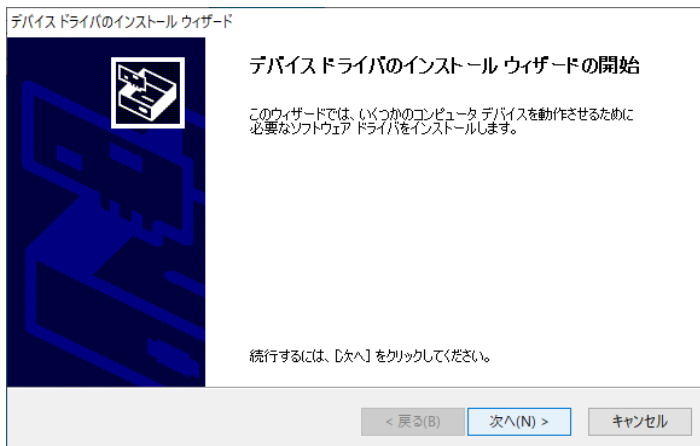 デバイス ドライバのインストール ウィザード
デバイス ドライバのインストール ウィザードの開始
このウィザードでは、いくつかのコンピュータ デバイスを動作させるために
必要なソフトウェア ドライバをインストールします。
続行するには、[次へ] をクリックしてください。
< 戻る(B)
次へ(N) >
キャンセル